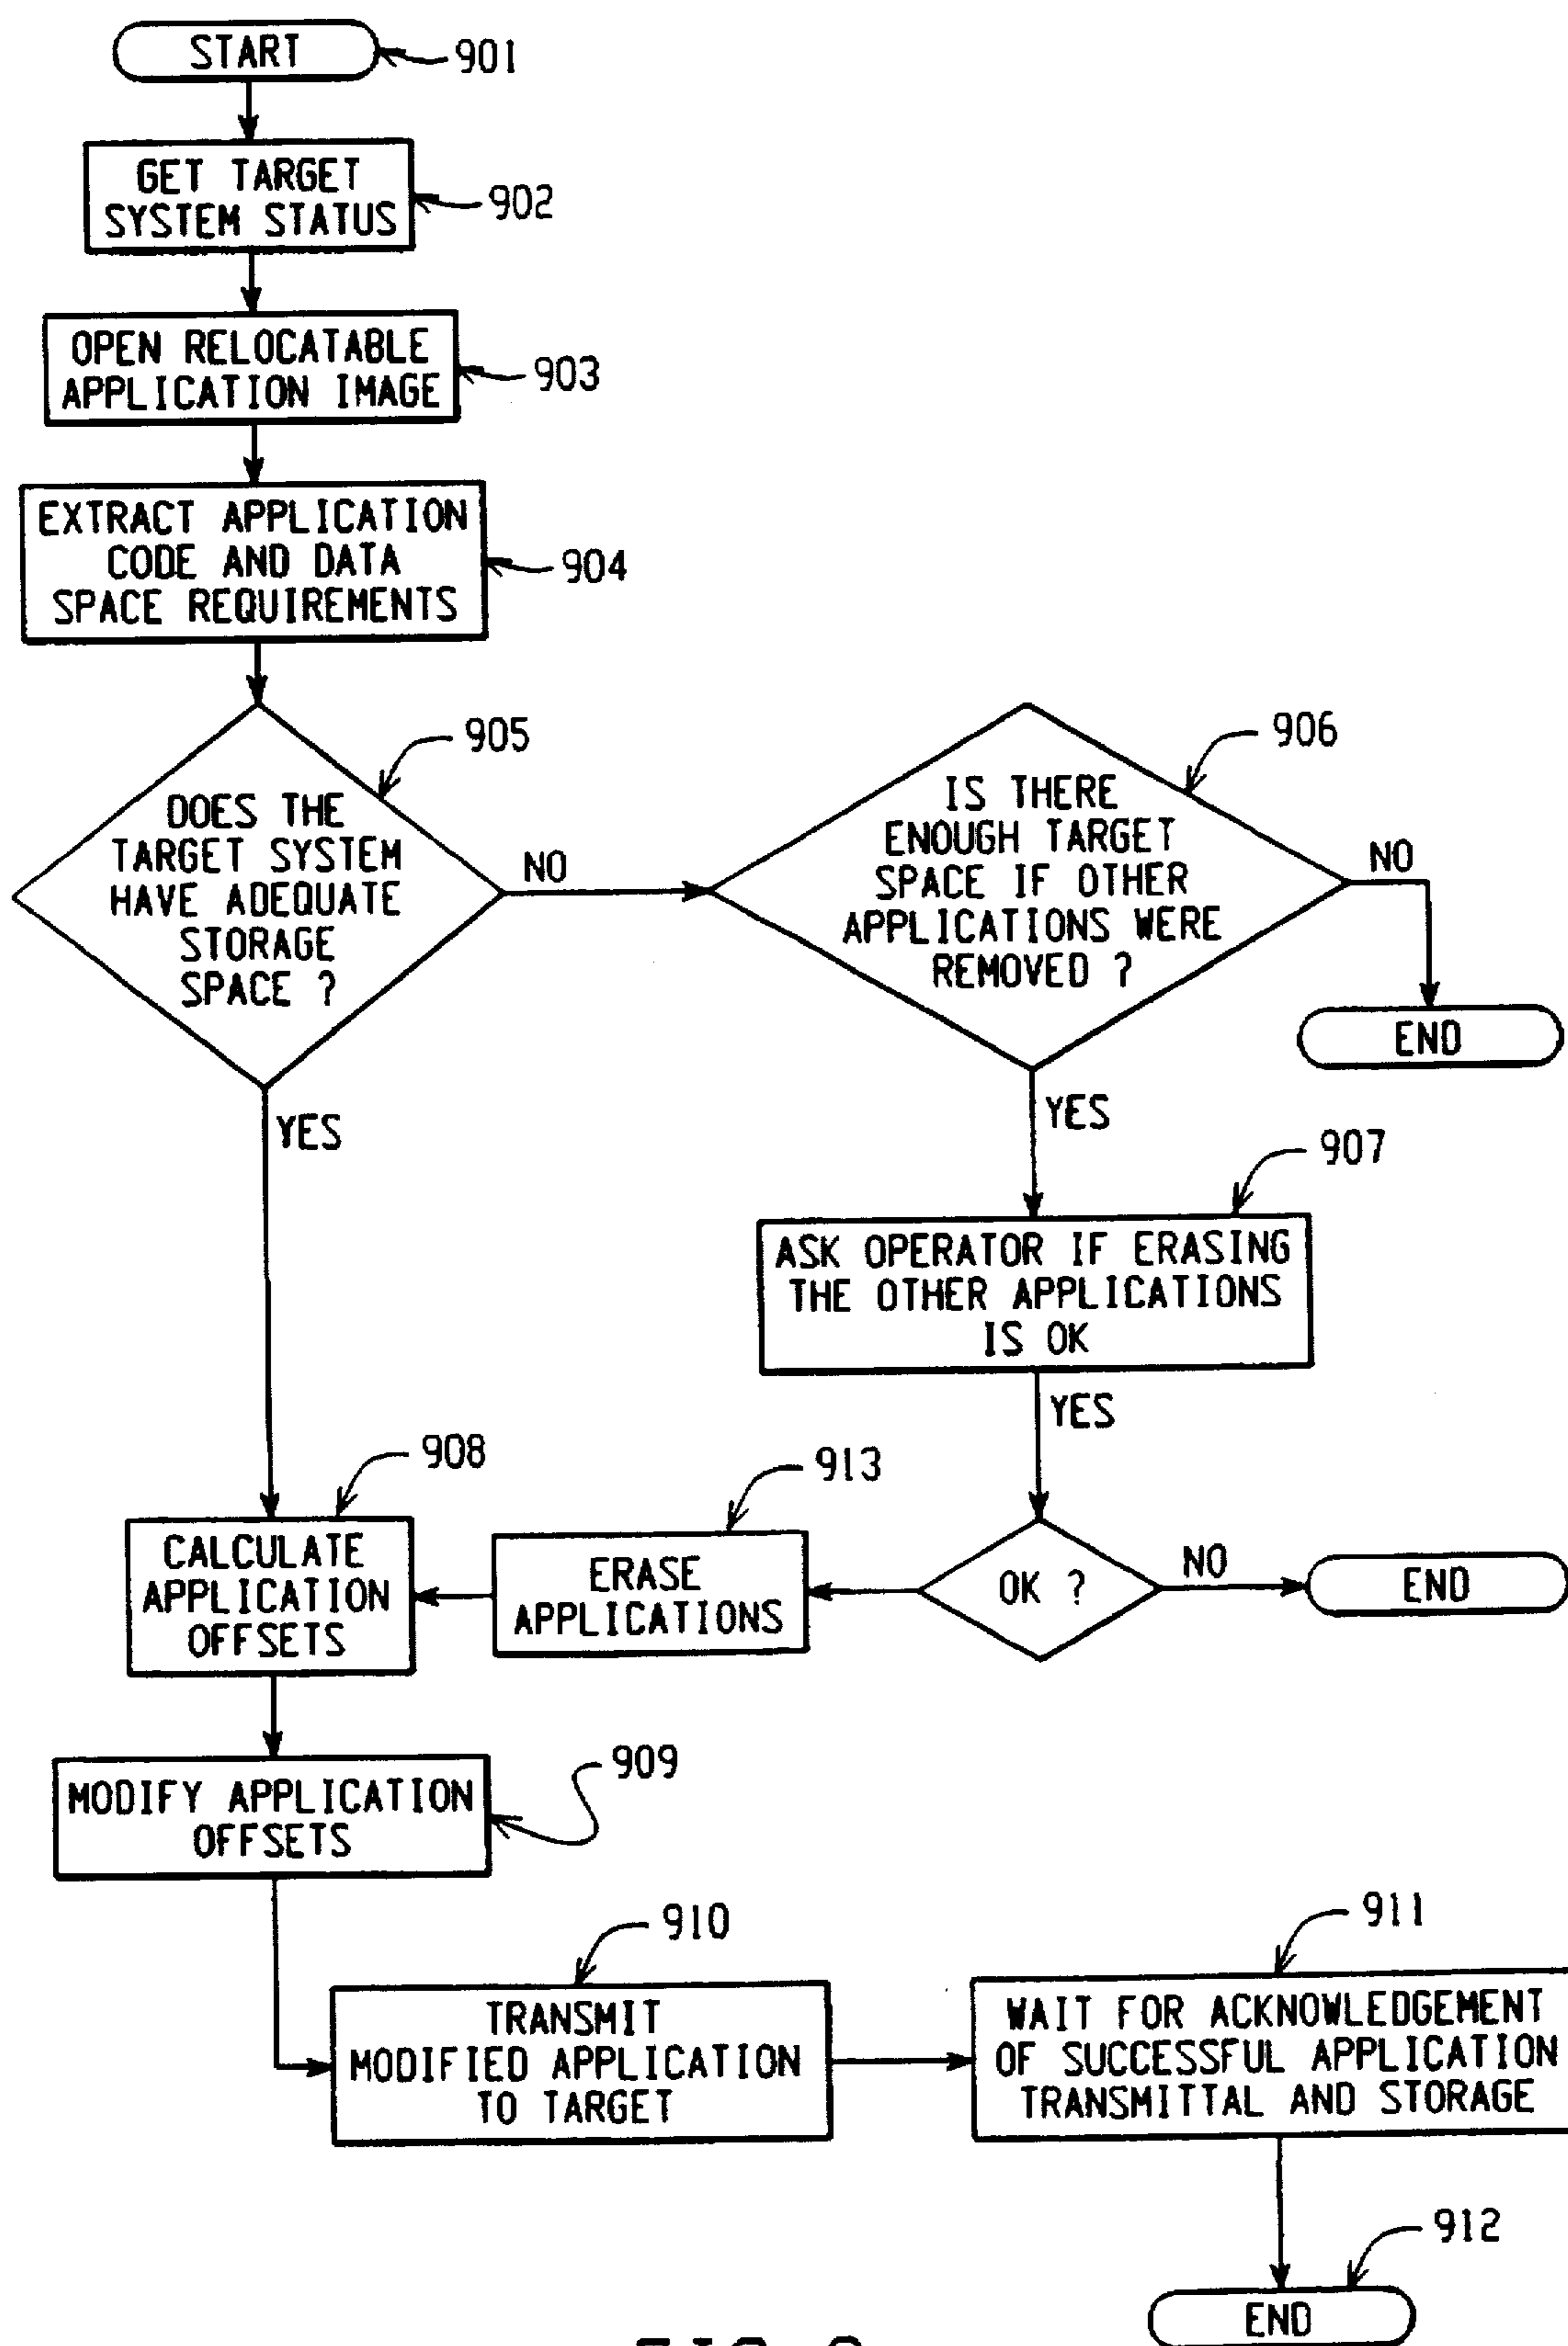 START
901
GET TARGET
SYSTEM STATUS
902
OPEN RELOCATABLE
APPLICATION IMAGE
903
EXTRACT APPLICATION
CODE AND DATA
SPACE REQUIREMENTS
904
905
DOES THE
TARGET SYSTEM
HAVE ADEQUATE
STORAGE
SPACE ?
NO
YES
906
IS THERE
ENOUGH TARGET
SPACE IF OTHER
APPLICATIONS WERE
REMOVED ?
NO
END
YES
907
ASK OPERATOR IF ERASING
THE OTHER APPLICATIONS
IS OK
YES
OK ?
NO
END
913
ERASE
APPLICATIONS
908
CALCULATE
APPLICATION
OFFSETS
909
MODIFY APPLICATION
OFFSETS
910
TRANSMIT
MODIFIED APPLICATION
TO TARGET
911
WAIT FOR ACKNOWLEDGEMENT
OF SUCCESSFUL APPLICATION
TRANSMITTAL AND STORAGE
912
END